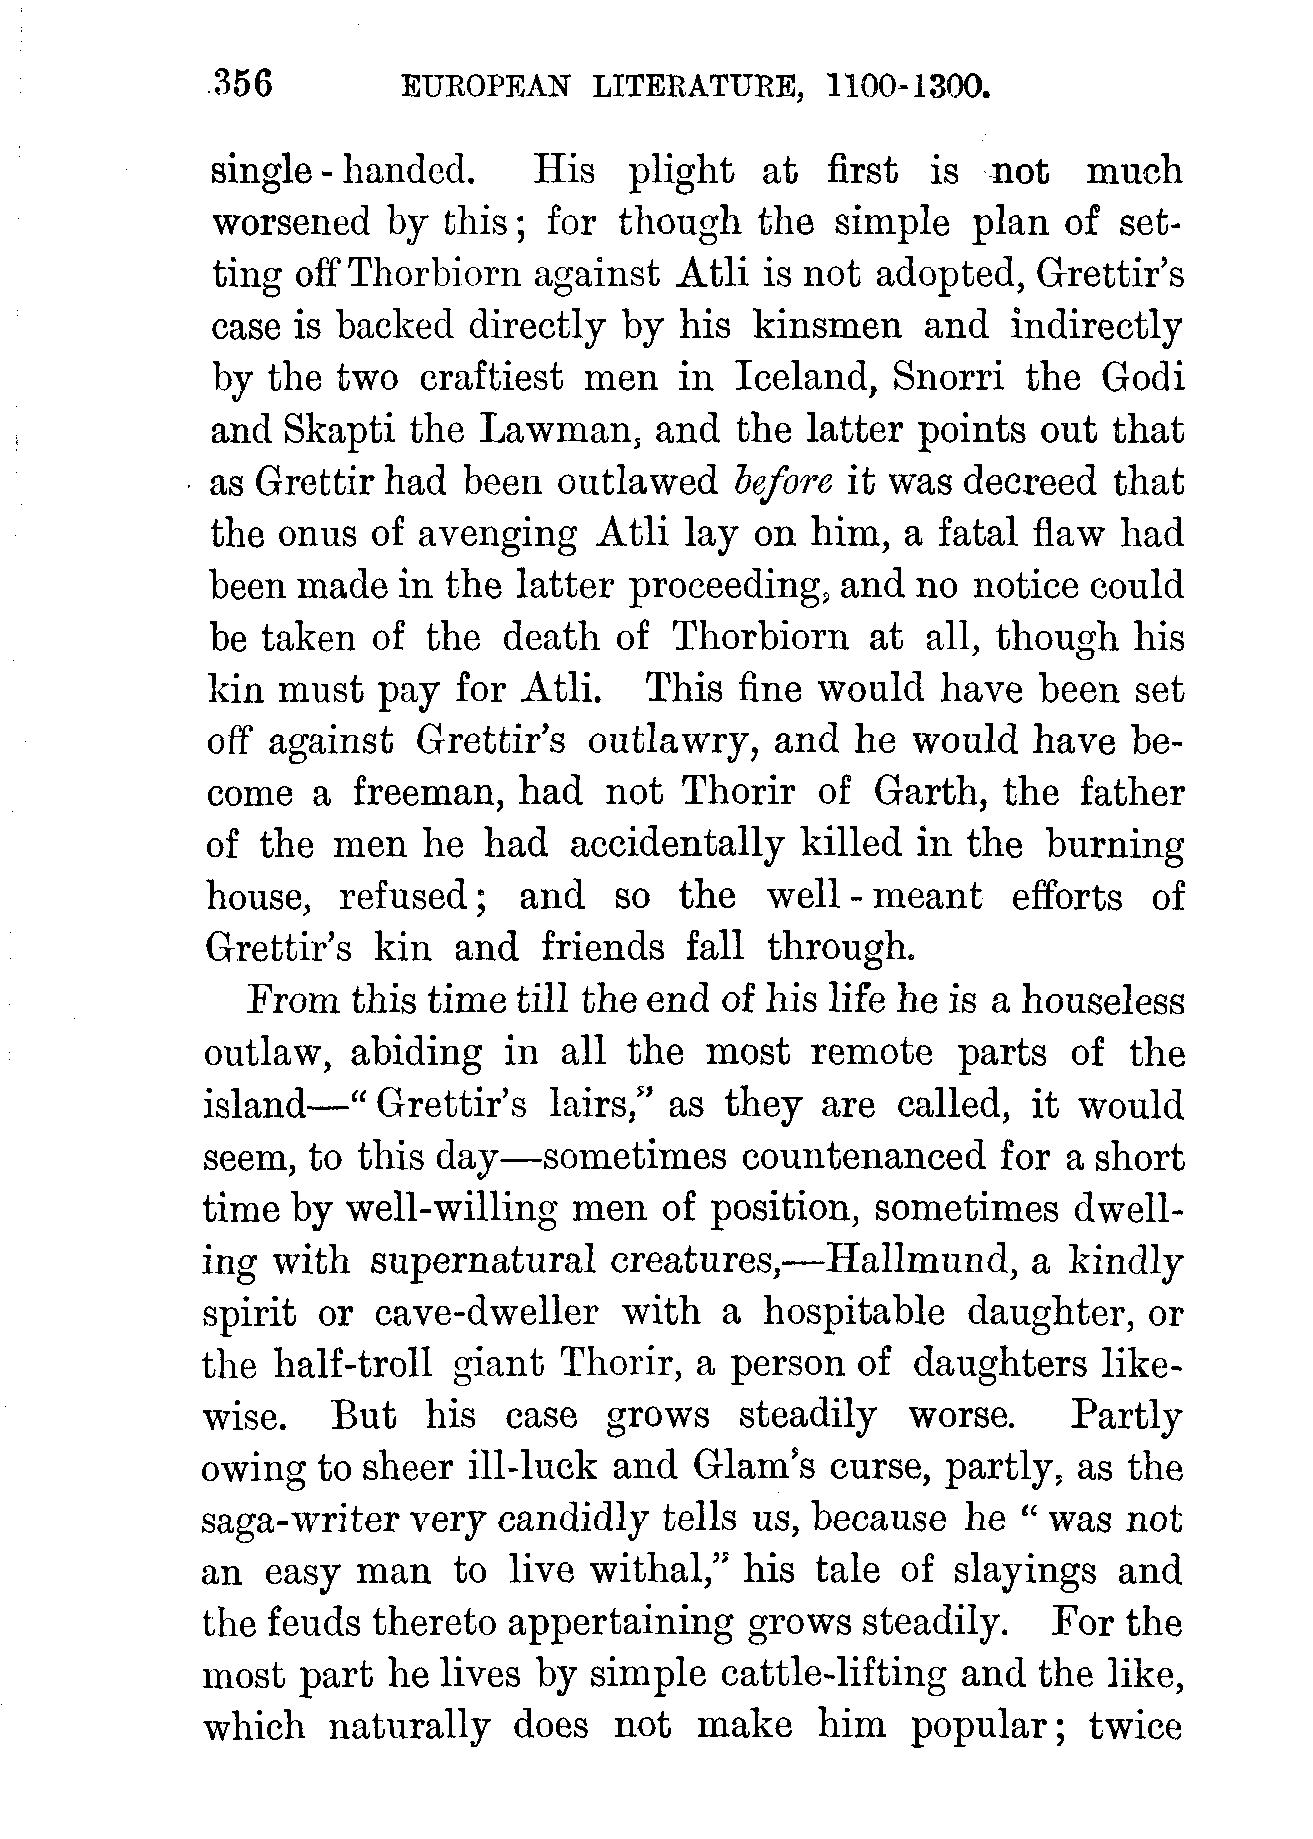 356 EUROPEAN LITERATURE, 1100-1300.
single-handed. His plight at first is not much
worsened by this; for though the simple plan of set-
ting off Thorbiorn against Atli is not adopted, Grettir's
case is backed directly by his kinsmen and indirectly
by the two craftiest men in Iceland, Snorri the Godi
and Skapti the Lawman, and the latter points out that
as Grettir had been outlawed before it was decreed that
the onus of avenging Atli lay on him, a fatal flaw had
been made in the latter proceeding, and no notice could
be taken of the death of Thorbiorn at all, though his
kin must pay for Atli. This fine would have been set
off against Grettir's outlawry, and he would have be-
come a freeman, had not Thorir of Garth, the father
of the men he had accidentally killed in the burning
house, refused; and so the well-meant efforts of
Grettir's kin and friends fall through.
From this time till the end of his life he is a houseless
outlaw, abiding in all the most remote parts of the
island—"Grettir's lairs," as they are called, it would
seem, to this day—sometimes countenanced for a short
time by well-willing men of position, sometimes dwell-
ing with supernatural creatures,—Hallmund, a kindly
spirit or cave-dweller with a hospitable daughter, or
the half-troll giant Thorir, a person of daughters like-
wise. But his case grows steadily worse. Partly
owing to sheer ill-luck and Glam's curse, partly, as the
saga-writer very candidly tells us, because he "was not
an easy man to live withal," his tale of slayings and
the feuds thereto appertaining grows steadily. For the
most part he lives by simple cattle-lifting and the like,
which naturally does not make him popular; twice